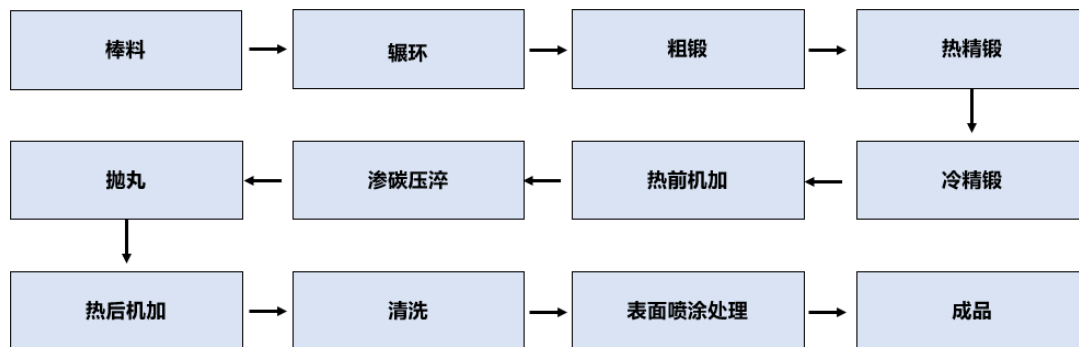 棒料
辗环
粗锻
热精锻
冷精锻
热前机加
渗碳压淬
抛丸
热后机加
清洗
表面喷涂处理
成品